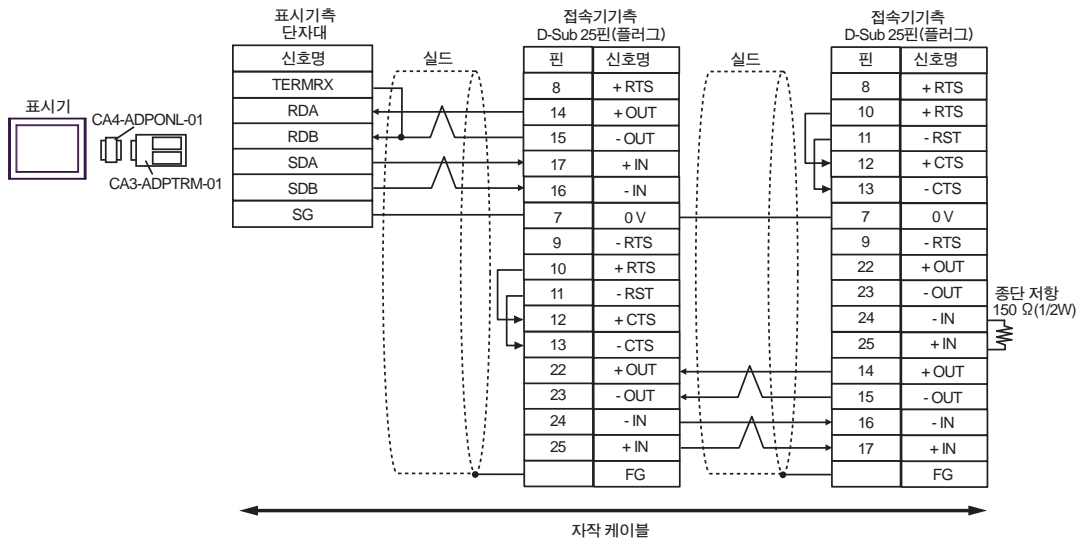 표시기
CA4-ADPONL-01
CA3-ADPTRM-01
표시기측
단자대
신호명
TERMRX
RDA
RDB
SDA
SDB
SG
실드
접속기기측
D-Sub 25핀(플러그)
핀 신호명
8 + RTS
14 + OUT
15 - OUT
17 + IN
16 - IN
7 0 V
9 - RTS
10 + RTS
11 - RST
12 + CTS
13 - CTS
22 + OUT
23 - OUT
24 - IN
25 + IN
FG
실드
접속기기측
D-Sub 25핀(플러그)
핀 신호명
8 + RTS
10 + RTS
11 - RST
12 + CTS
13 - CTS
7 0 V
9 - RTS
22 + OUT
23 - OUT
24 - IN
25 + IN
14 + OUT
15 - OUT
16 - IN
17 + IN
FG
종단 저항
150 Ω(1/2W)
자작 케이블